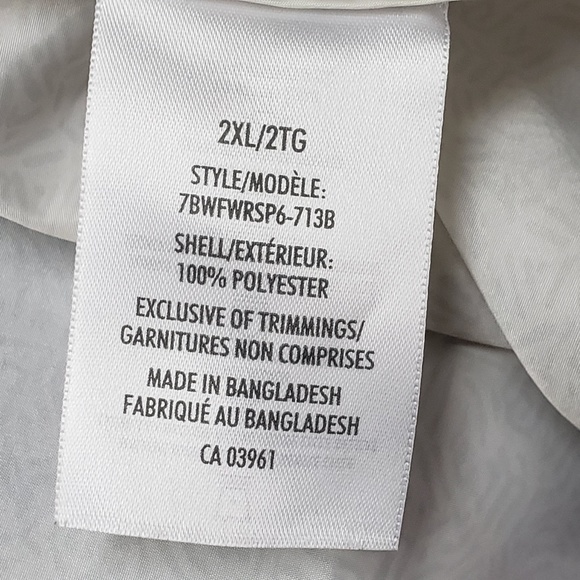 2XL/2TG
STYLE/MODÈLE:
7BWFWRSP6-713B
SHELL/EXTÉRIEUR:
100% POLYESTER
EXCLUSIVE OF TRIMMINGS/
GARNITURES NON COMPRISES
MADE IN BANGLADESH
FABRIQUÉ AU BANGLADESH
CA 03961